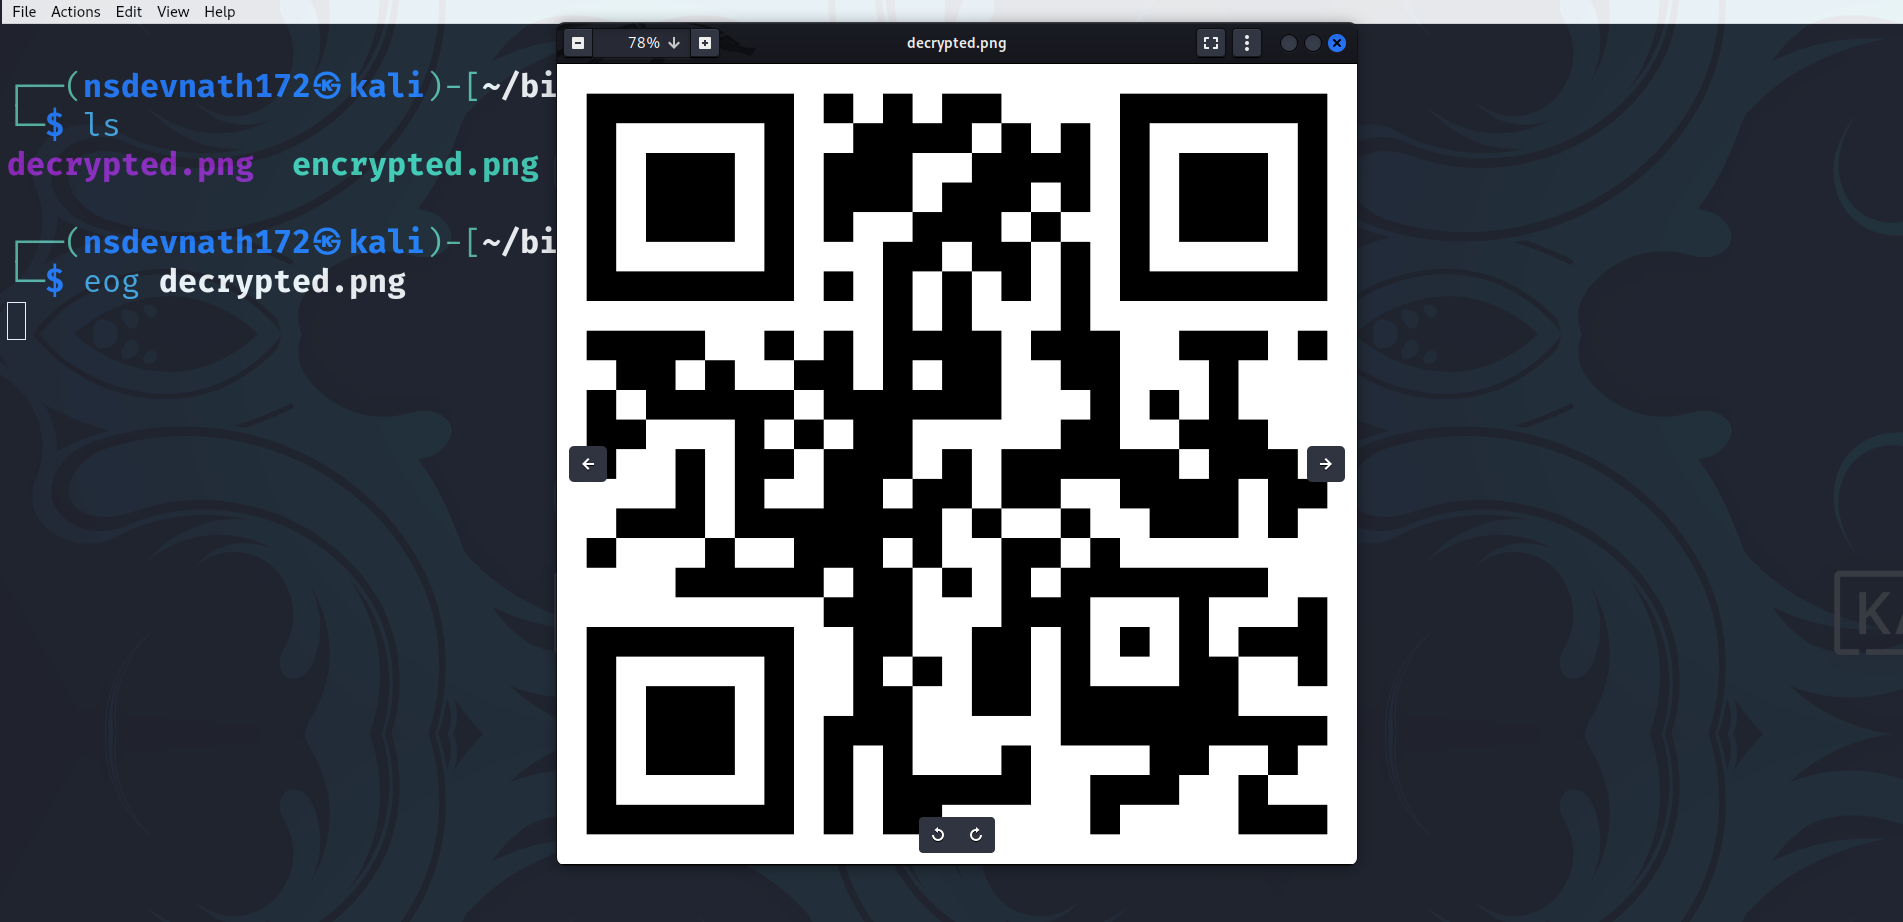 File Actions Edit View Help
78%
decrypted.png
┌──(nsdevnath172㉿kali)-[~/bi
└─$ ls
decrypted.png encrypted.png
┌──(nsdevnath172㉿kali)-[~/bi
└─$ eog decrypted.png
K